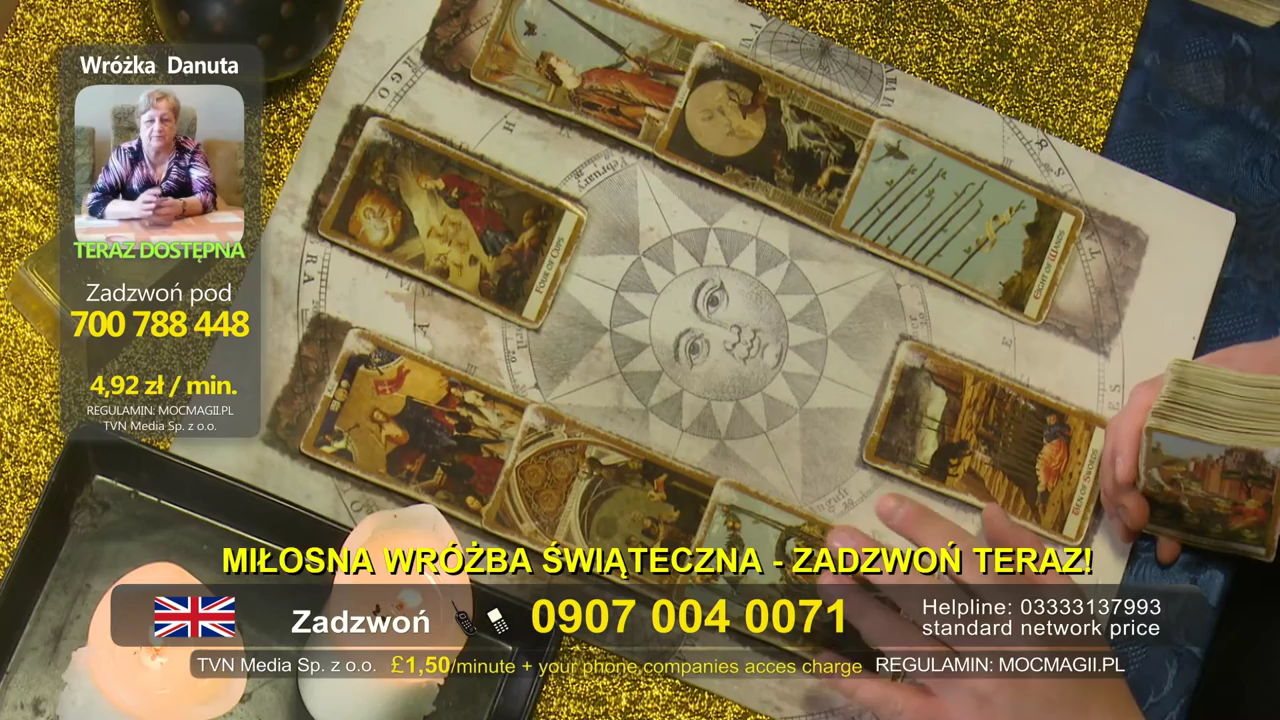 Wróżka Danuta
TERAZ DOSTĘPNA
Zadzwoń pod
700 788 448
4,92 zł / min.
REGULAMIN: MOCMAGII.PL
TVN Media Sp. z o.o.
FOUR OF CUPS
EIGHT OF WANDS
TEN OF SWORDS
February
MIŁOSNA WRÓŻBA ŚWIĄTECZNA - ZADZWOŃ TERAZ!
Zadzwoń 0907 004 0071
Helpline: 03333137993
standard network price
TVN Media Sp. z o.o. £1,50/minute + your phone companies acces charge REGULAMIN: MOCMAGII.PL